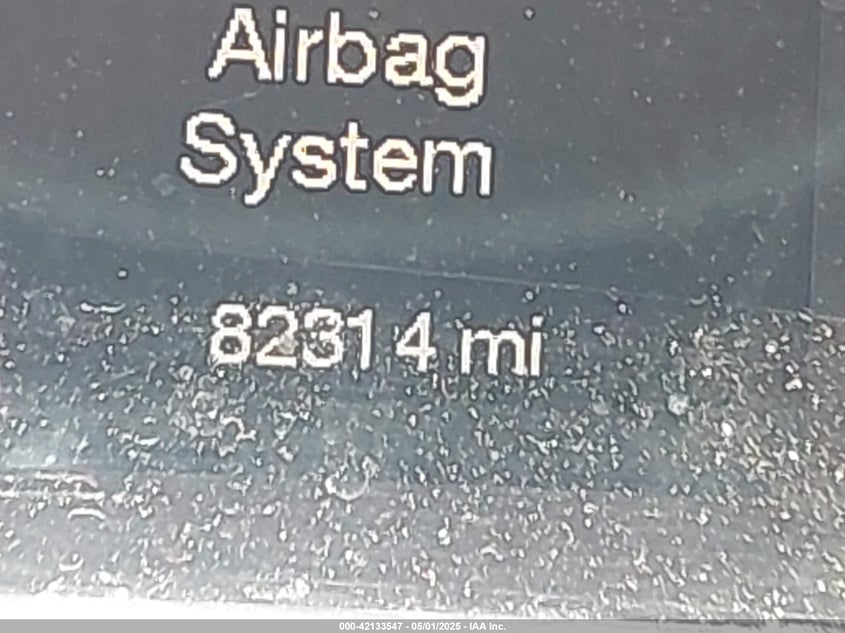 Airbag
System
82314 mi
000-42133547 - 05/01/2025 - IAA Inc.